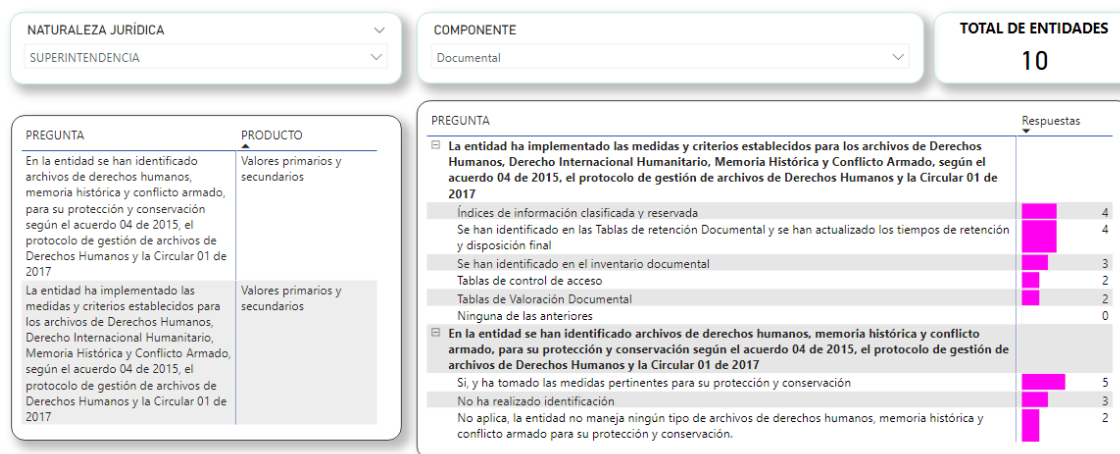 NATURALEZA JURÍDICA
SUPERINTENDENCIA
COMPONENTE
Documental
TOTAL DE ENTIDADES
10
PREGUNTA PRODUCTO
En la entidad se han identificado
archivos de derechos humanos,
memoria histórica y conflicto armado,
para su protección y conservación
según el acuerdo 04 de 2015, el
protocolo de gestión de archivos de
Derechos Humanos y la Circular 01 de
2017
Valores primarios y
secundarios
La entidad ha implementado las
medidas y criterios establecidos para
los archivos de Derechos Humanos,
Derecho Internacional Humanitario,
Memoria Histórica y Conflicto Armado,
según el acuerdo 04 de 2015, el
protocolo de gestión de archivos de
Derechos Humanos y la Circular 01 de
2017
Valores primarios y
secundarios
PREGUNTA Respuestas
La entidad ha implementado las medidas y criterios establecidos para los archivos de Derechos
Humanos, Derecho Internacional Humanitario, Memoria Histórica y Conflicto Armado, según el
acuerdo 04 de 2015, el protocolo de gestión de archivos de Derechos Humanos y la Circular 01 de
2017
Índices de información clasificada y reservada 4
Se han identificado en las Tablas de retención Documental y se han actualizado los tiempos de retención 4
y disposición final
Se han identificado en el inventario documental 3
Tablas de control de acceso 2
Tablas de Valoración Documental 2
Ninguna de las anteriores 0
En la entidad se han identificado archivos de derechos humanos, memoria histórica y conflicto
armado, para su protección y conservación según el acuerdo 04 de 2015, el protocolo de gestión de
archivos de Derechos Humanos y la Circular 01 de 2017
Si, y ha tomado las medidas pertinentes para su protección y conservación 5
No ha realizado identificación 3
No aplica, la entidad no maneja ningún tipo de archivos de derechos humanos, memoria histórica y 2
conflicto armado para su protección y conservación.